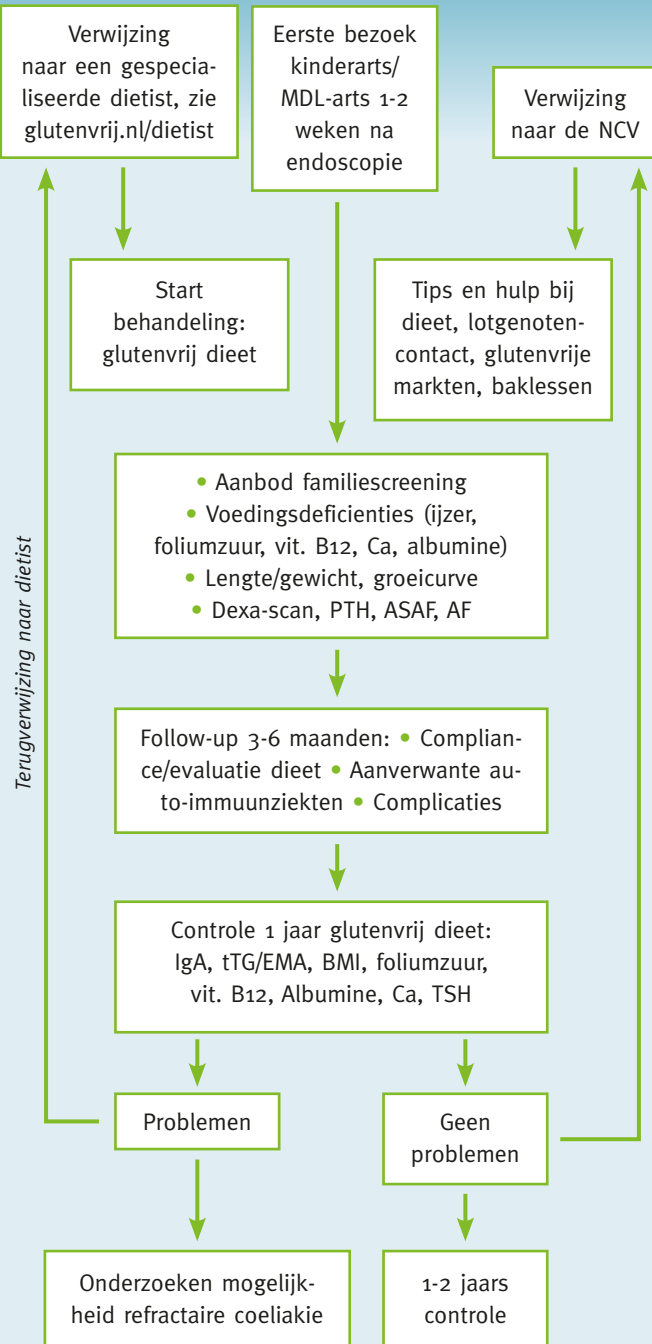 Verwijzing
naar een gespecia-
liseerde dietist, zie
glutenvrij.nl/dietist
Eerste bezoek
kinderarts/
MDL-arts 1-2
weken na
endoscopie
Verwijzing
naar de NCV
Start
behandeling:
glutenvrij dieet
Tips en hulp bij
dieet, lotgenoten-
contact, glutenvrije
markten, baklessen
• Aanbod familiescreening
• Voedingsdeficienties (ijzer,
foliumzuur, vit. B12, Ca, albumine)
• Lengte/gewicht, groeicurve
• Dexa-scan, PTH, ASAF, AF
Terugverwijzing naar dietist
Follow-up 3-6 maanden: • Complian-
ce/evaluatie dieet • Aanverwante au-
to-immuunziekten • Complicaties
Controle 1 jaar glutenvrij dieet:
IgA, tTG/EMA, BMI, foliumzuur,
vit. B12, Albumine, Ca, TSH
Problemen
Geen
problemen
Onderzoeken mogelijk-
heid refractaire coeliakie
1-2 jaars
controle